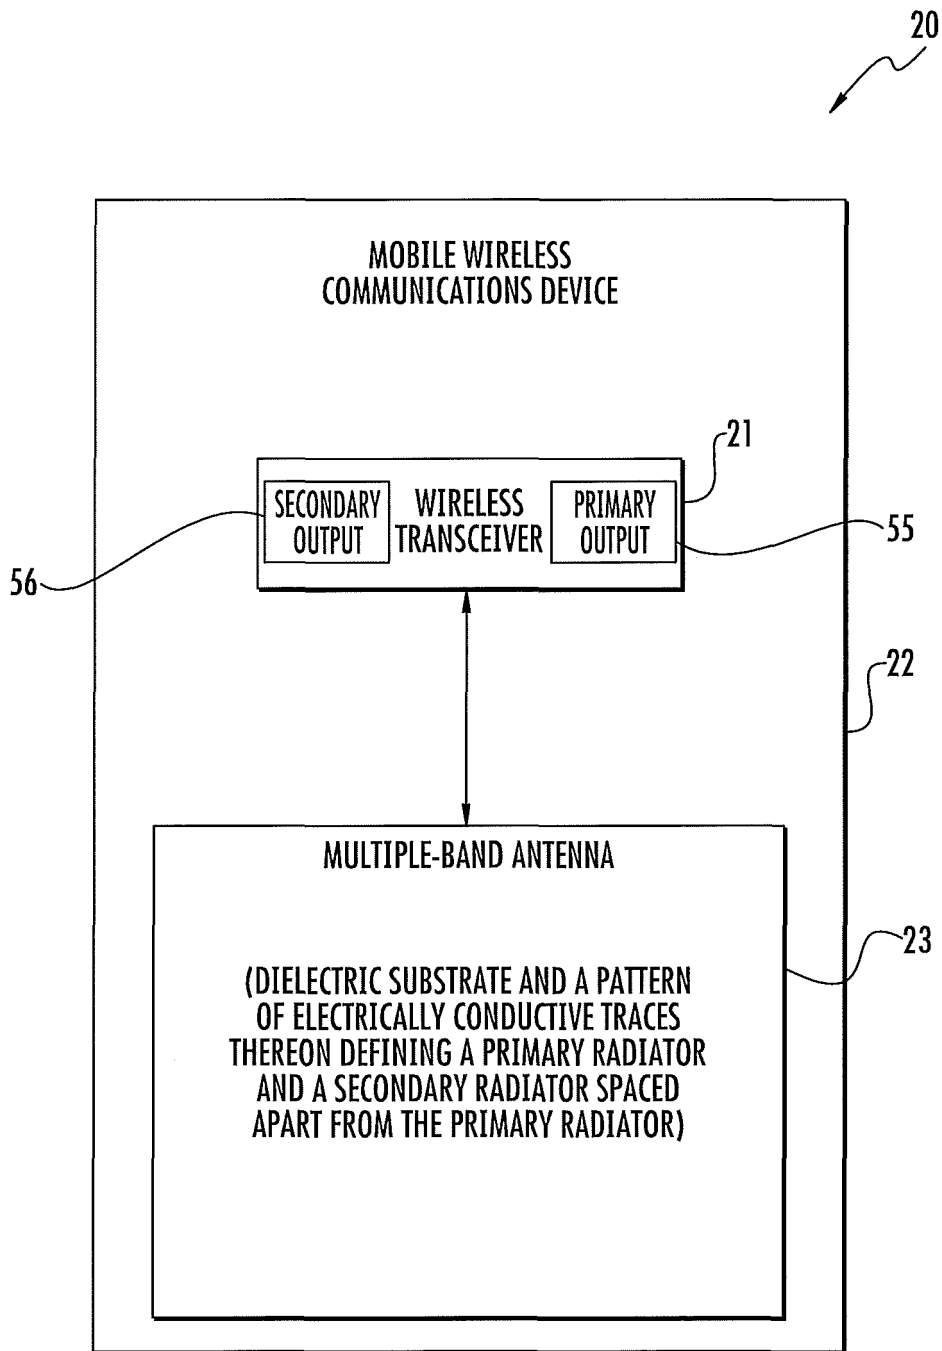 20
MOBILE WIRELESS
COMMUNICATIONS DEVICE
21
SECONDARY
OUTPUT
WIRELESS
TRANSCEIVER
PRIMARY
OUTPUT
55
56
22
MULTIPLE-BAND ANTENNA
23
(DIELECTRIC SUBSTRATE AND A PATTERN
OF ELECTRICALLY CONDUCTIVE TRACES
THEREON DEFINING A PRIMARY RADIATOR
AND A SECONDARY RADIATOR SPACED
APART FROM THE PRIMARY RADIATOR)